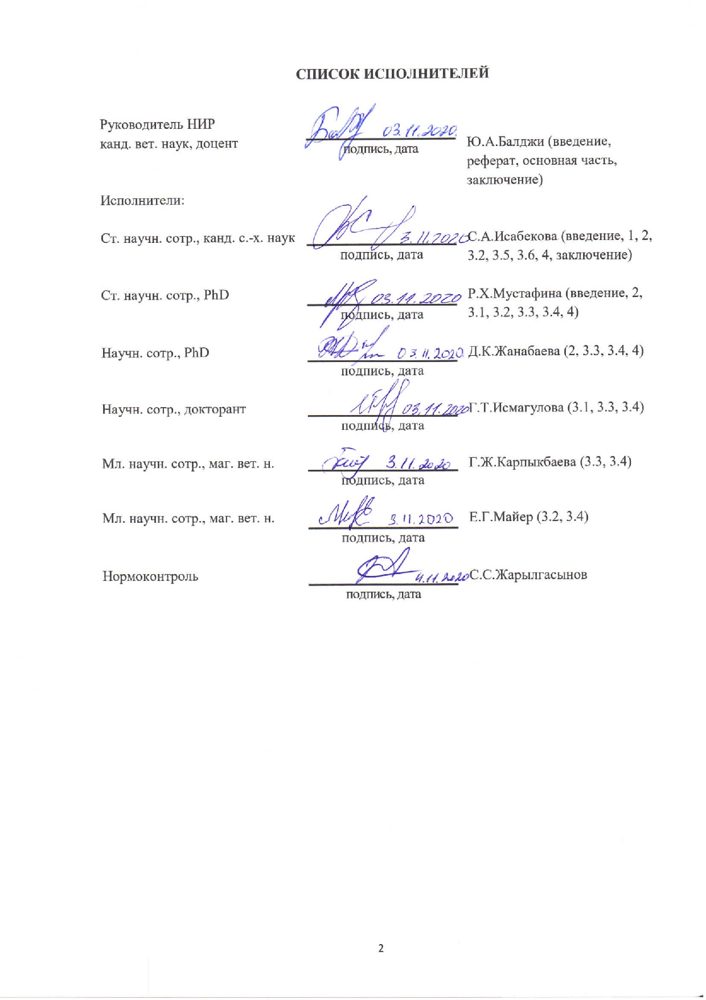 СПИСОК ИСПОЛНИТЕЛЕЙ
Руководитель НИР
канд. вет. наук, доцент
03.11.2020.
подпись, дата
Ю.А.Балджи (введение,
реферат, основная часть,
заключение)
Исполнители:
Ст. научн. сотр., канд. с.-х. наук 3.11.2020 С.А.Исабекова (введение, 1, 2,
подпись, дата 3.2, 3.5, 3.6, 4, заключение)
Ст. научн. сотр., PhD 03.11.2020 Р.Х.Мустафина (введение, 2,
подпись, дата 3.1, 3.2, 3.3, 3.4, 4)
Научн. сотр., PhD 03.11.2020. Д.К.Жанабаева (2, 3.3, 3.4, 4)
подпись, дата
Научн. сотр., докторант 03.11.2020 Г.Т.Исмагулова (3.1, 3.3, 3.4)
подпись, дата
Мл. научн. сотр., маг. вет. н. 3.11.2020 Г.Ж.Карпыкбаева (3.3, 3.4)
подпись, дата
Мл. научн. сотр., маг. вет. н. 3.11.2020 Е.Г.Майер (3.2, 3.4)
подпись, дата
Нормоконтроль 4.11.2020 С.С.Жарылгасынов
подпись, дата
2